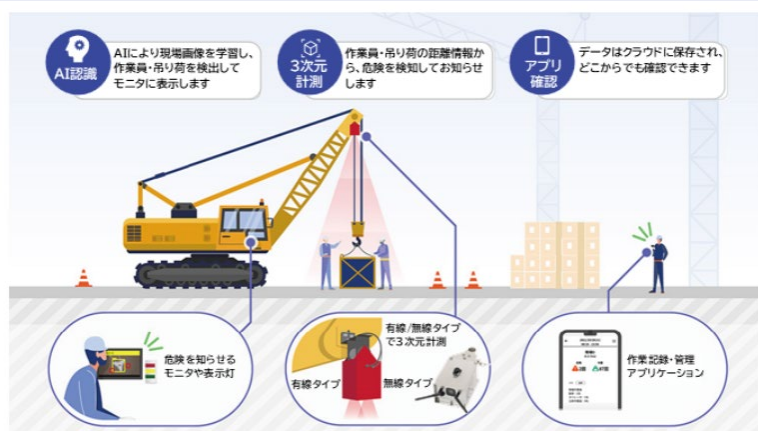 AI認識
AIにより現場画像を学習し、
作業員・吊り荷を検出して
モニタに表示します
3次元
計測
作業員・吊り荷の距離情報か
ら、危険を検知してお知らせ
します
アプリ
確認
データはクラウドに保存され、
どこからでも確認できます
危険を知らせる
モニタや表示灯
有線/無線タイプ
で3次元計測
有線タイプ
無線タイプ
作業記録・管理
アプリケーション